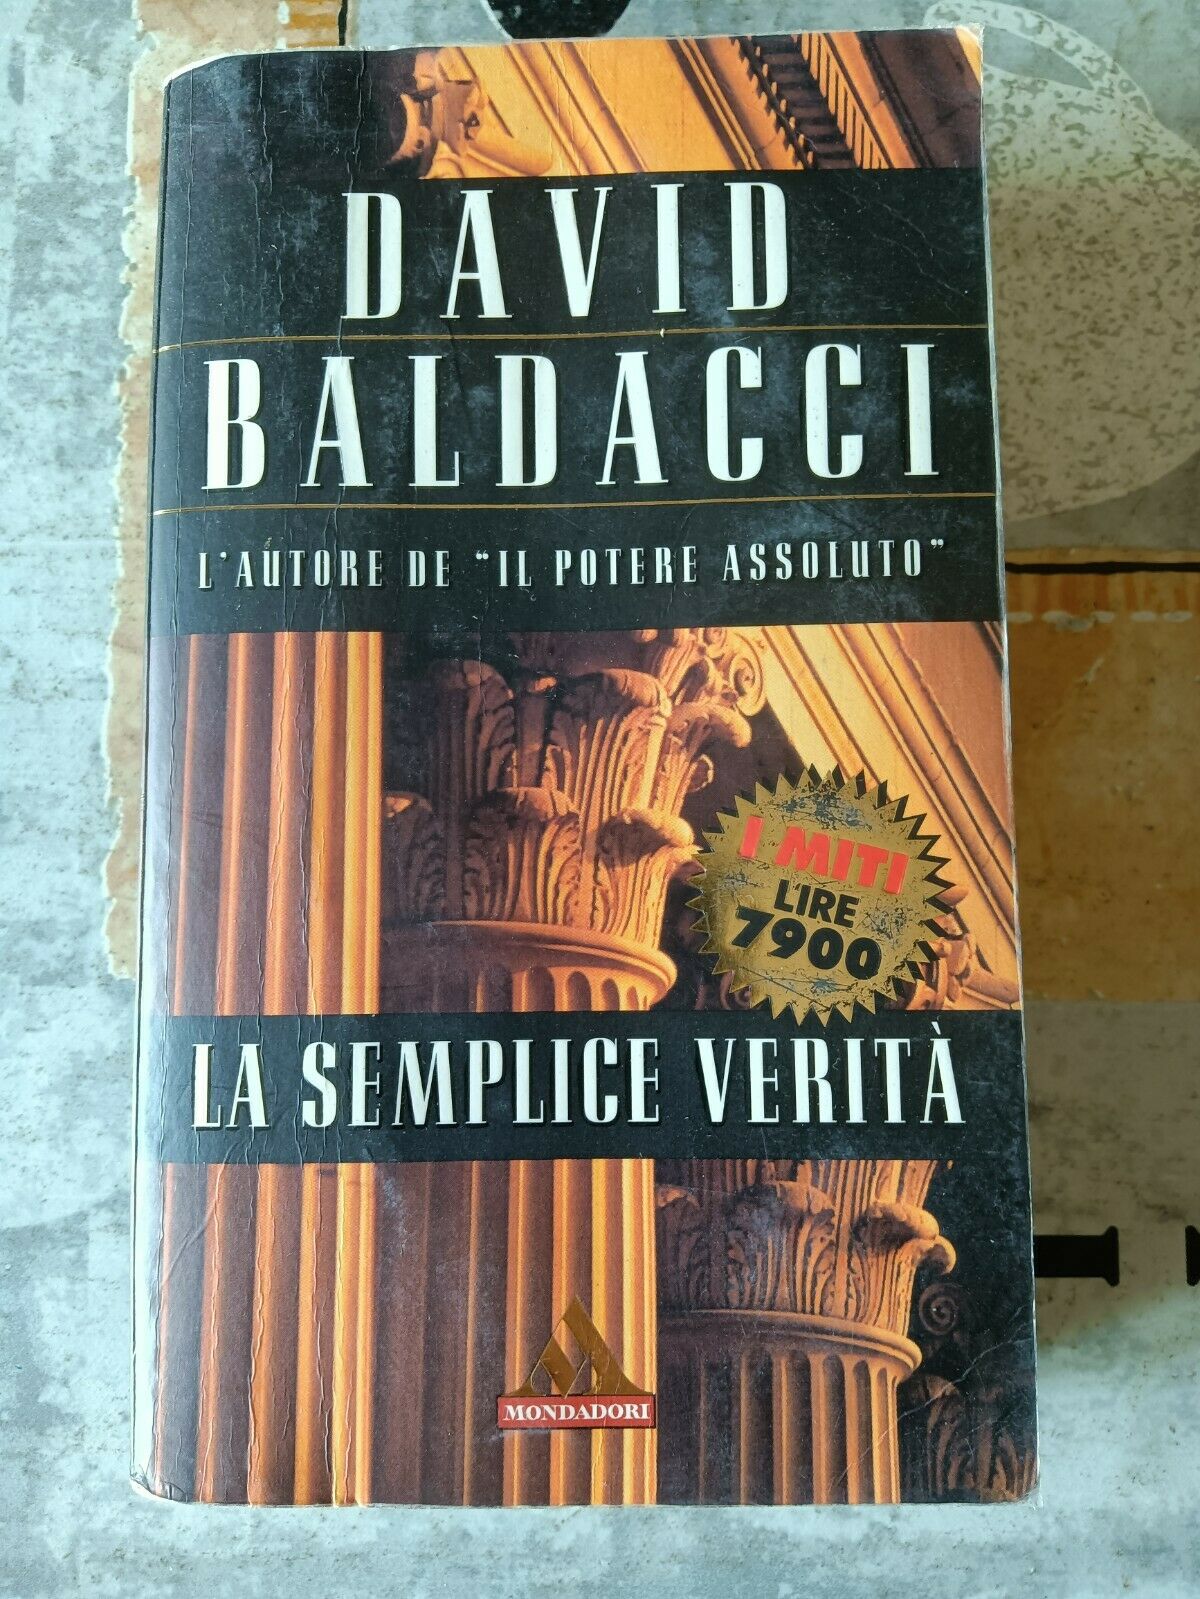 DAVID
BALDACCI
L'AUTORE DE "IL POTERE ASSOLUTO"
I MITI
LIRE
7900
LA SEMPLICE VERITÀ
MONDADORI